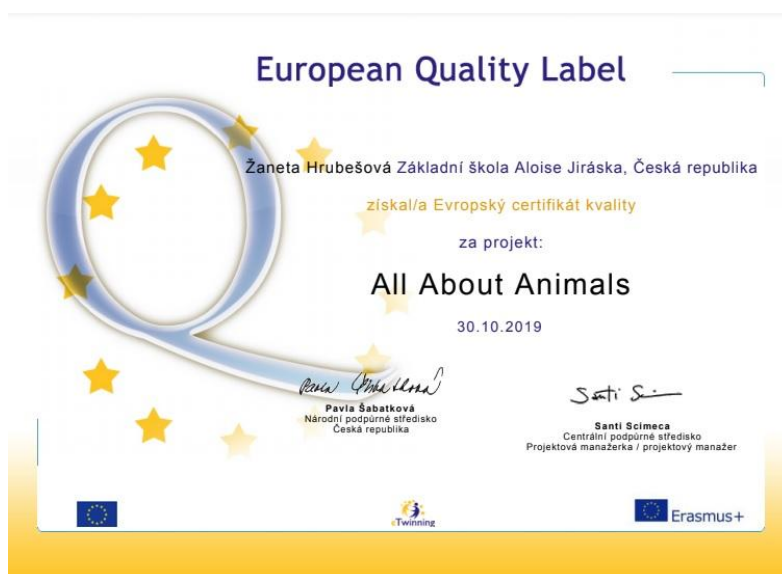 European Quality Label
Žaneta Hrubešová Základní škola Aloise Jiráska, Česká republika
získal/a Evropský certifikát kvality
za projekt:
All About Animals
30.10.2019
Pavla Šabatková
Národní podpůrné středisko
Česká republika
Santi Scimeca
Centrální podpůrné středisko
Projektová manažerka / projektový manažer
eTwinning
Erasmus+